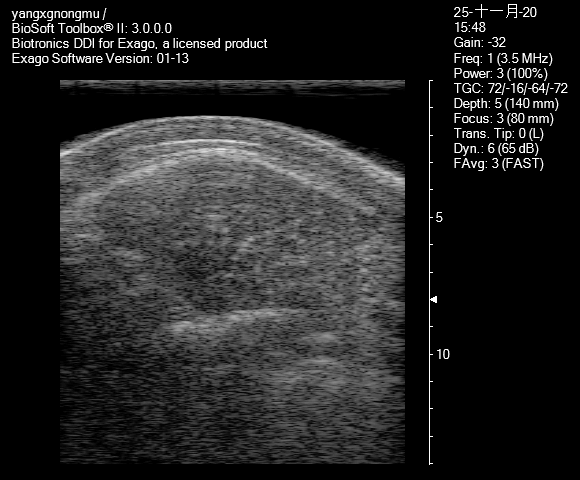 yangxgnongmu /
BioSoft Toolbox® II: 3.0.0.0
Biotronics DDI for Exago, a licensed product
Exago Software Version: 01-13
25-十一月-20
15:48
Gain: -32
Freq: 1 (3.5 MHz)
Power: 3 (100%)
TGC: 72/-16/-64/-72
Depth: 5 (140 mm)
Focus: 3 (80 mm)
Trans. Tip: 0 (L)
Dyn.: 6 (65 dB)
FAvg: 3 (FAST)
5
10